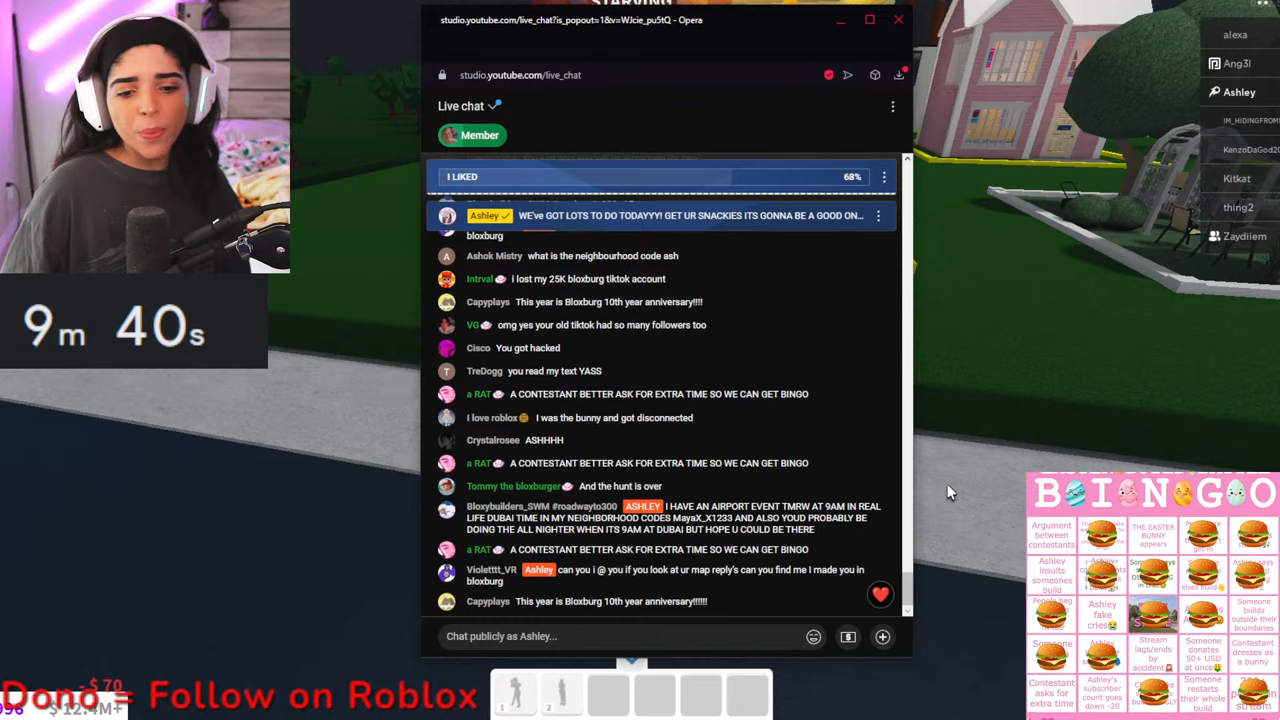 STARVING
studio.youtube.com/live_chat?is_popout=1&v=WJcie_pu5tQ - Opera
studio.youtube.com/live_chat
Live chat
Member
I LIKED 68%
Ashley WE've GOT LOTS TO DO TODAYYY! GET UR SNACKIES ITS GONNA BE A GOOD ON...
bloxburg
Ashok Mistry what is the neighbourhood code ash
Intrval i lost my 25K bloxburg tiktok account
Capyplays This year is Bloxburg 10th year anniversary!!!!
VG omg yes your old tiktok had so many followers too
Cisco You got hacked
TreDogg you read my text YASS
a RAT A CONTESTANT BETTER ASK FOR EXTRA TIME SO WE CAN GET BINGO
I love roblox I was the bunny and got disconnected
Crystalrosee ASHHHH
a RAT A CONTESTANT BETTER ASK FOR EXTRA TIME SO WE CAN GET BINGO
Tommy the bloxburger And the hunt is over
Bloxybuilders_SWM #roadwayto300 ASHLEY I HAVE AN AIRPORT EVENT TMRW AT 9AM IN REAL
LIFE DUBAI TIME IN MY NEIGHBORHOOD CODES MayaX_X1233 AND ALSO YOUD PROBABLY BE
DOING THE ALL NIGHTER WHEN ITS 9AM AT DUBAI BUT HOPE U COULD BE THERE
a RAT A CONTESTANT BETTER ASK FOR EXTRA TIME SO WE CAN GET BINGO
Violetttt_VR Ashley can you i @ you if you look at ur map reply's can you find me I made you in
bloxburg
Capyplays This year is Bloxburg 10th year anniversary!!!!!!
Chat publicly as Ashley...
9m 40s
alexa
Ang3l
Ashley
IM_HIDINGFROMS
KenzoDaGod20
Kitkat
thing2
Zaydiiem
BINGO
Argument
between
contestants
THE EASTER
BUNNY
appears
Ashley
insults
someones
build
Ashley
fake
cries
Someone
builds
outside their
boundaries
Stream
lags/ends
by
accident
Someone
donates
50+ USD
at once
Contestant
dresses as
a bunny
Contestant
asks for
extra time
Ashley's
subscriber
count goes
down -20
Someone
restarts
their whole
build
stream
Dono = Follow on Roblox
- $ 70
996 $ 12.4M+
1
2